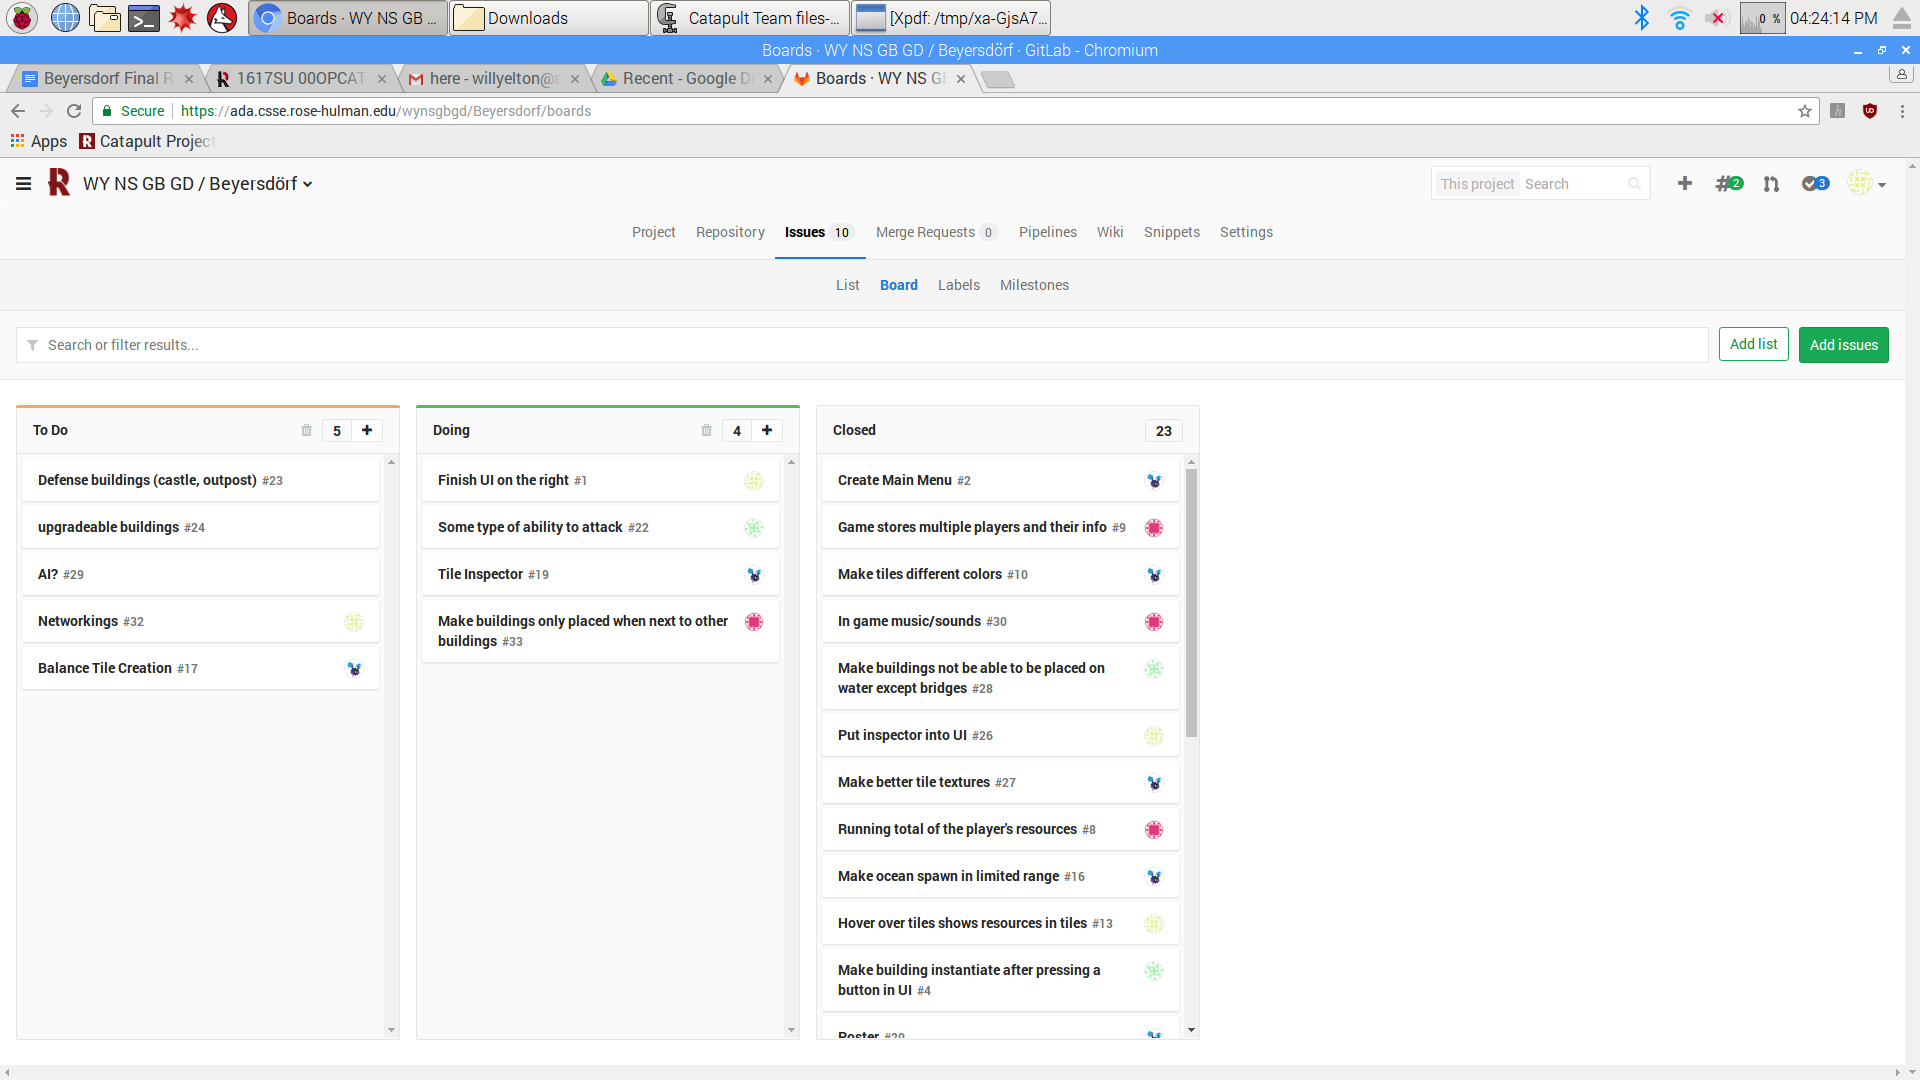 Boards · WY NS GB ...
Downloads
Catapult Team files-...
[Xpdf: /tmp/xa-GjsA7...
0 %
04:24:14 PM
Boards · WY NS GB GD / Beyersdörf · GitLab - Chromium
Beyersdorf Final R
1617SU 00OPCAT
here - willyelton@s
Recent - Google D
Boards · WY NS GB
Secure
https://ada.csse.rose-hulman.edu/wynsgbgd/Beyersdorf/boards
Apps
Catapult Project
WY NS GB GD / Beyersdörf
This project
Search
2
3
Project
Repository
Issues 10
Merge Requests 0
Pipelines
Wiki
Snippets
Settings
List
Board
Labels
Milestones
Search or filter results...
Add list
Add issues
To Do
5
Defense buildings (castle, outpost) #23
upgradeable buildings #24
AI? #29
Networkings #32
Balance Tile Creation #17
Doing
4
Finish UI on the right #1
Some type of ability to attack #22
Tile Inspector #19
Make buildings only placed when next to other
buildings #33
Closed
23
Create Main Menu #2
Game stores multiple players and their info #9
Make tiles different colors #10
In game music/sounds #30
Make buildings not be able to be placed on
water except bridges #28
Put inspector into UI #26
Make better tile textures #27
Running total of the player's resources #8
Make ocean spawn in limited range #16
Hover over tiles shows resources in tiles #13
Make building instantiate after pressing a
button in UI #4
Poster #20